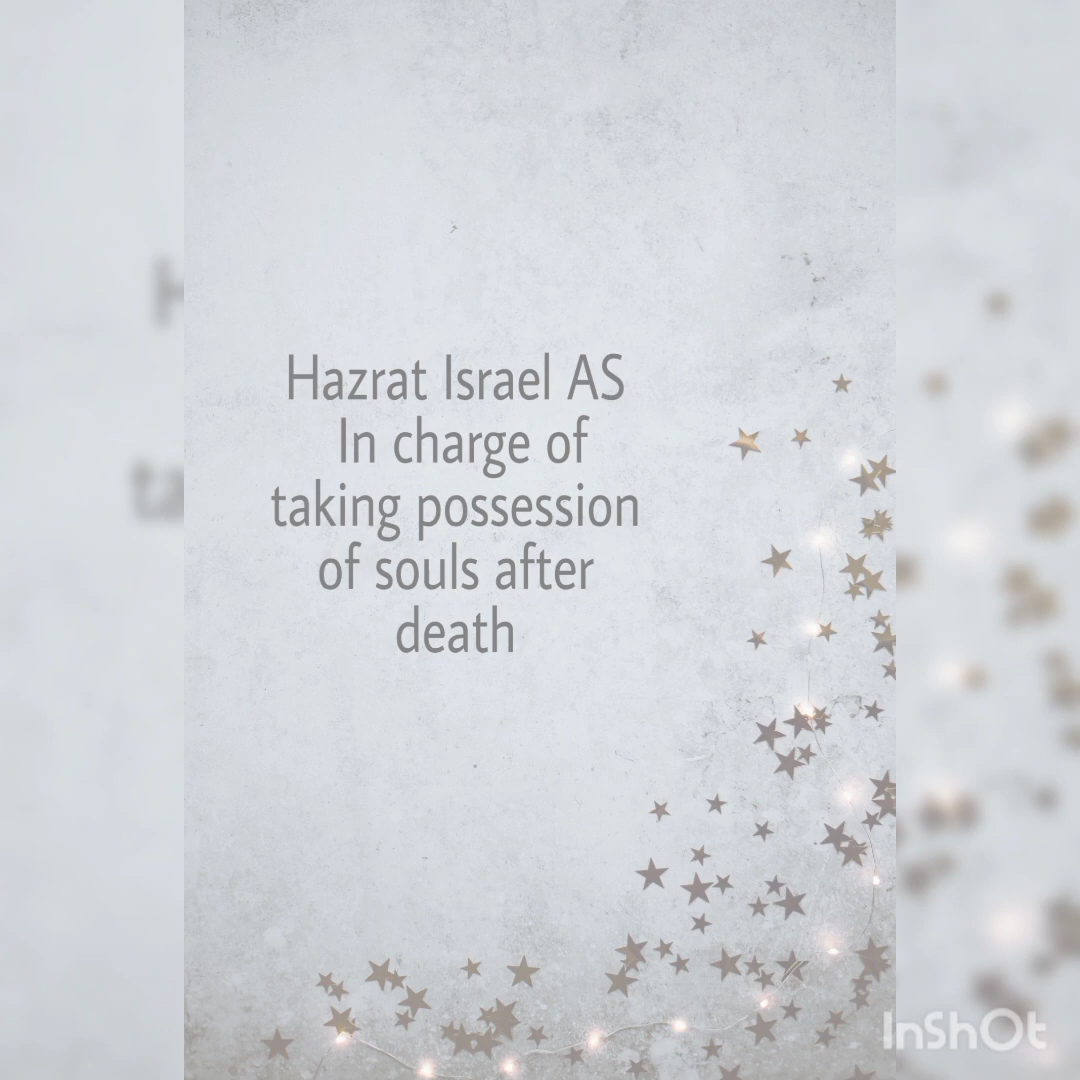 Hazrat Israel AS
In charge of
taking possession
of souls after
death
InShOt